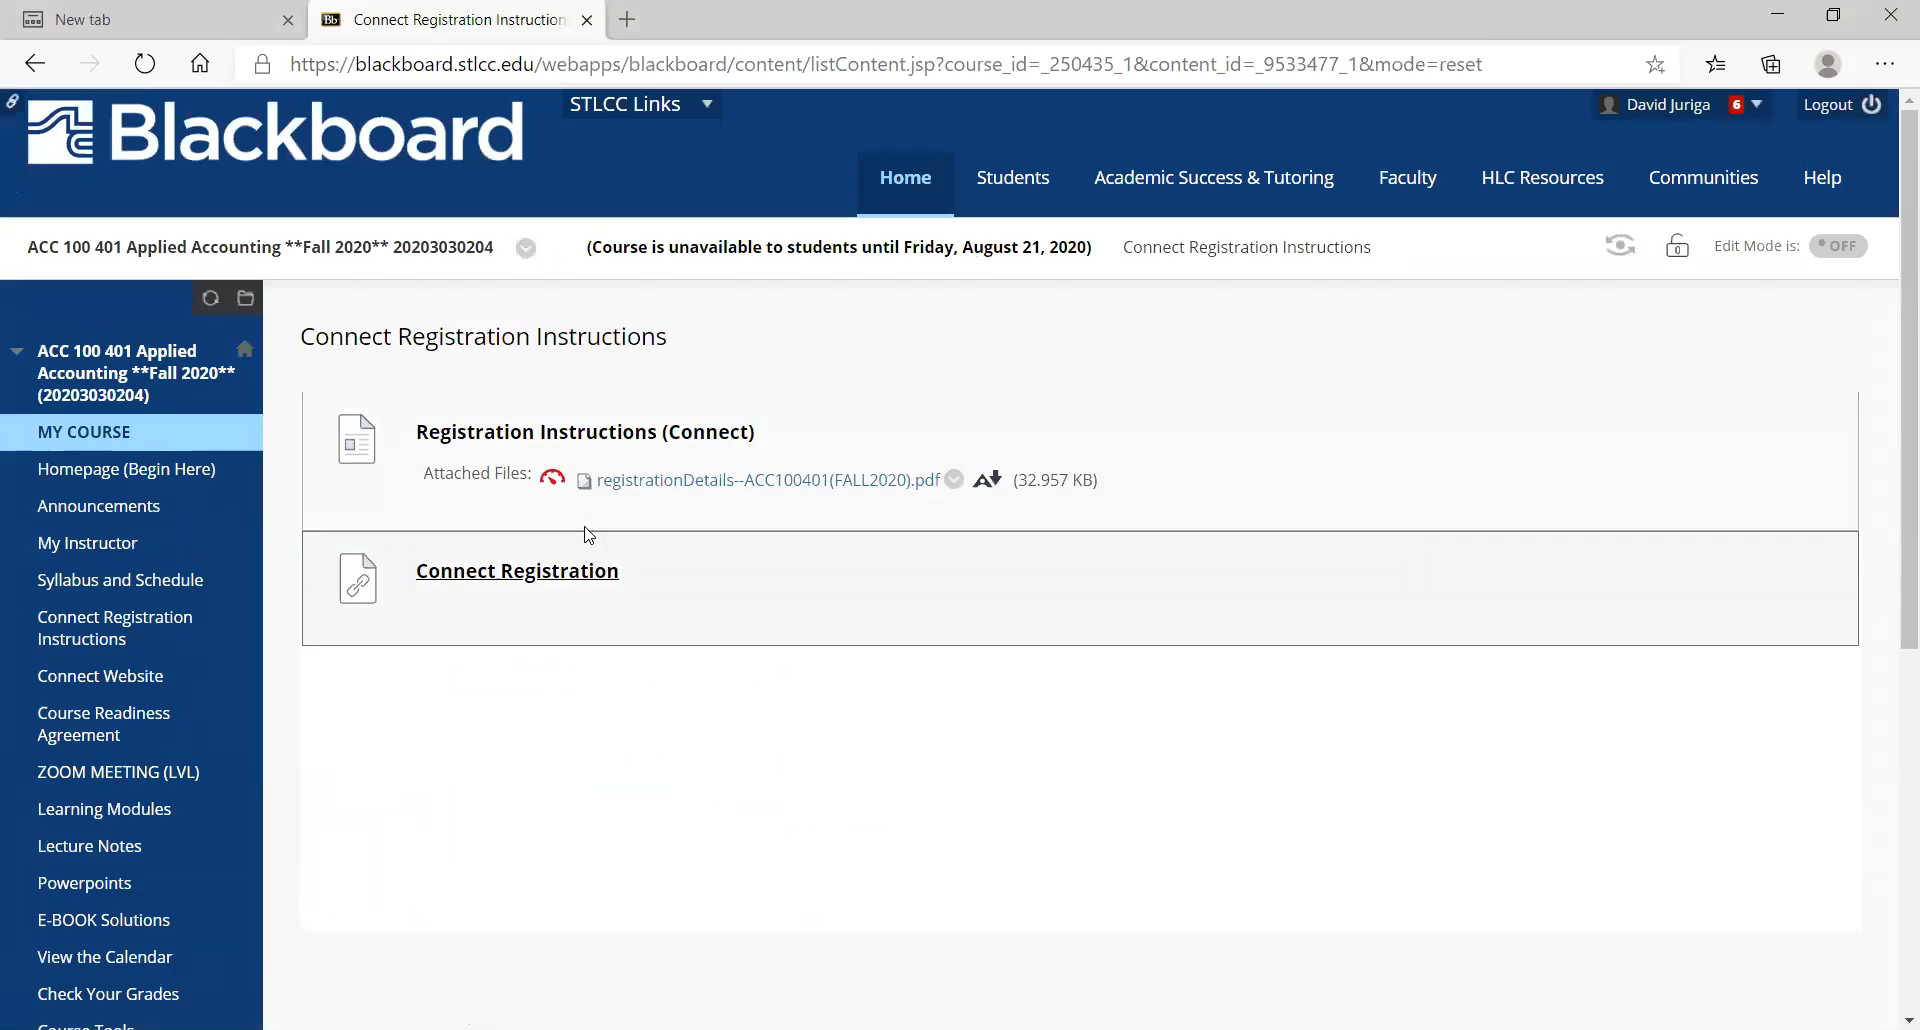 New tab
Connect Registration Instruction
https://blackboard.stlcc.edu/webapps/blackboard/content/listContent.jsp?course_id=_250435_1&content_id=_9533477_1&mode=reset
Blackboard
STLCC Links
David Juriga
6
Logout
Home
Students
Academic Success & Tutoring
Faculty
HLC Resources
Communities
Help
ACC 100 401 Applied Accounting **Fall 2020** 20203030204
(Course is unavailable to students until Friday, August 21, 2020)
Connect Registration Instructions
Edit Mode is:
OFF
ACC 100 401 Applied
Accounting **Fall 2020**
(20203030204)
MY COURSE
Homepage (Begin Here)
Announcements
My Instructor
Syllabus and Schedule
Connect Registration
Instructions
Connect Website
Course Readiness
Agreement
ZOOM MEETING (LVL)
Learning Modules
Lecture Notes
Powerpoints
E-BOOK Solutions
View the Calendar
Check Your Grades
Course Tools
Connect Registration Instructions
Registration Instructions (Connect)
Attached Files:
registrationDetails--ACC100401(FALL2020).pdf
(32.957 KB)
Connect Registration